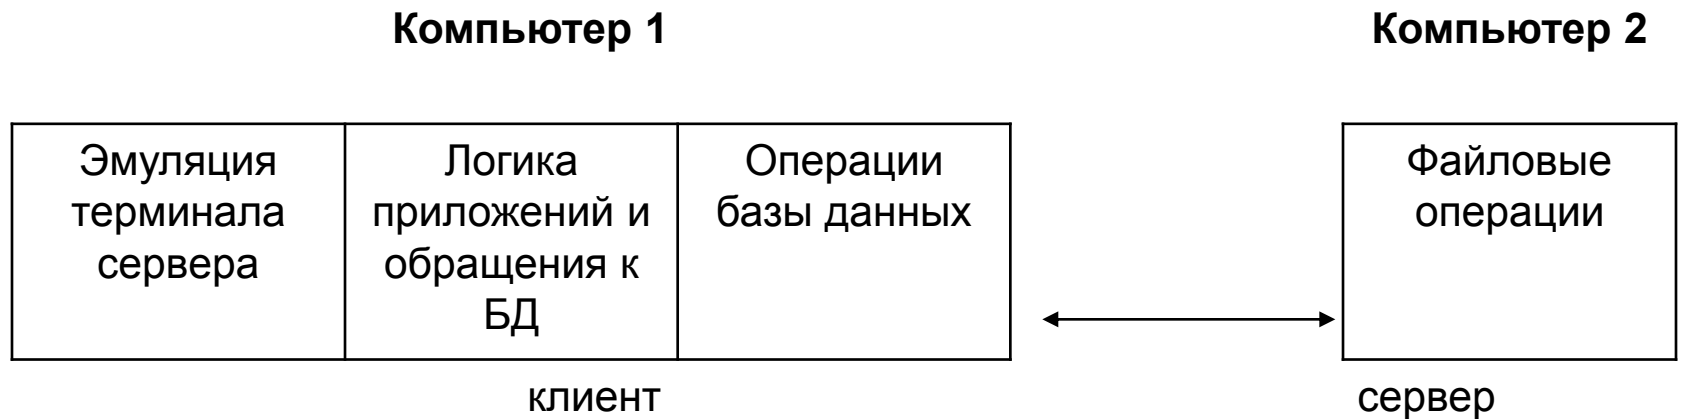 Компьютер 1
Компьютер 2
Эмуляция
терминала
сервера
Логика
приложений и
обращения к
БД
Операции
базы данных
Файловые
операции
клиент
сервер